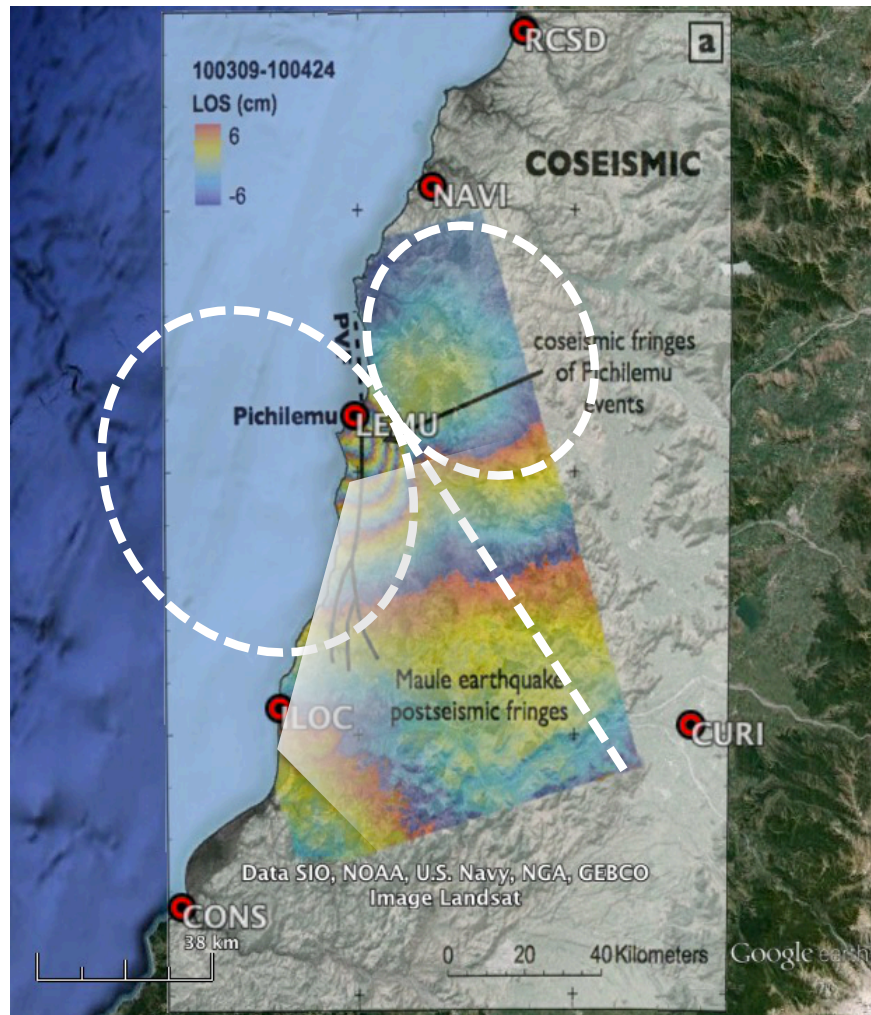 RCSD
a
100309-100424
LOS (cm)
6
-6
COSEISMIC
NAVI
coseismic fringes
of Pichilemu
events
Pichilemu
LEMU
Maule earthquake
postseismic fringes
ILOC
CURI
Data SIO, NOAA, U.S. Navy, NGA, GEBCO
Image Landsat
CONS
38 km
0 20 40 Kilometers
Google earth